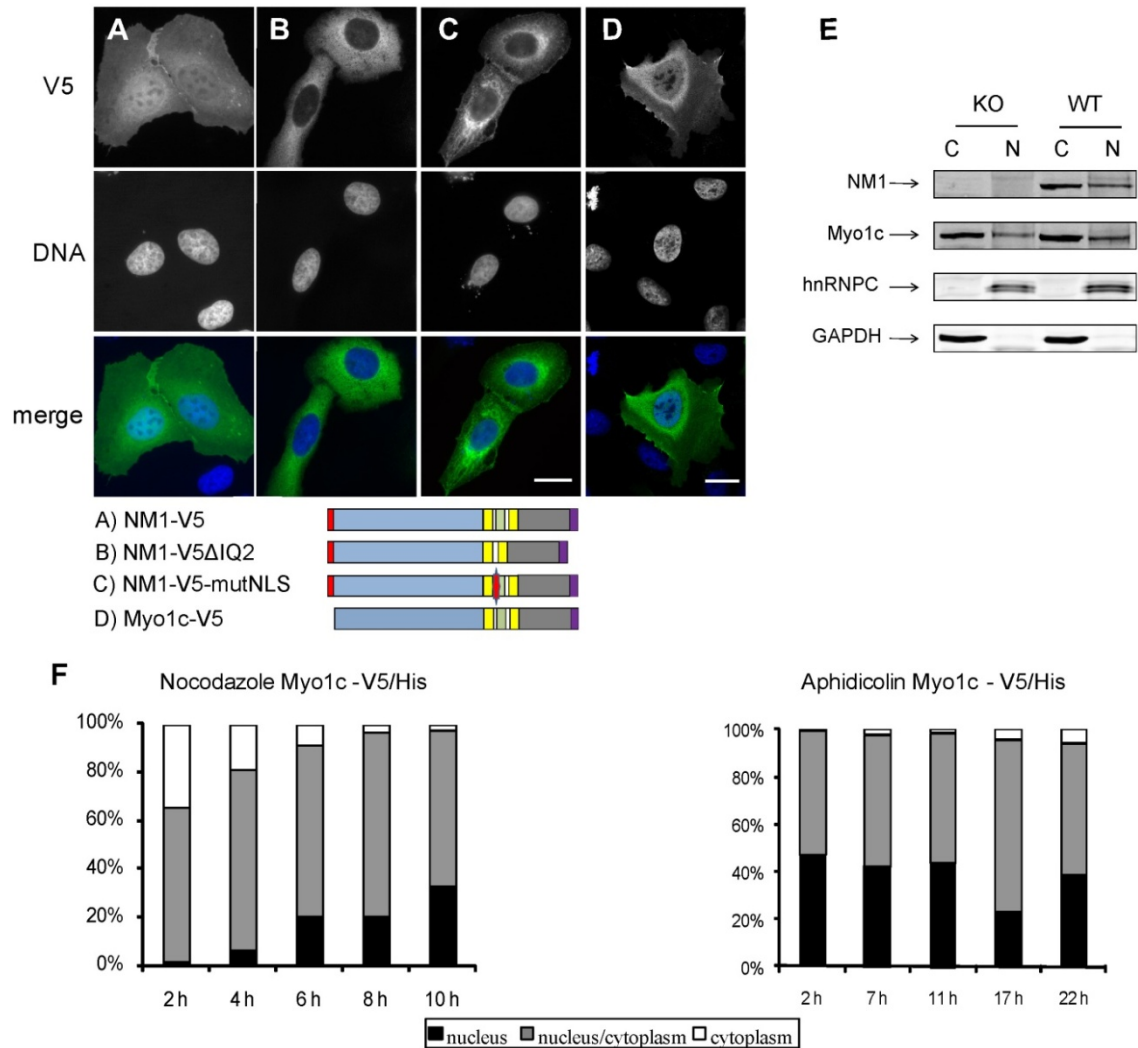 A B C D
V5
DNA
merge
E
KO WT
C N C N
NM1
Myo1c
hnRNPC
GAPDH
A) NM1-V5
B) NM1-V5ΔIQ2
C) NM1-V5-mutNLS
D) Myo1c-V5
F
Nocodazole Myo1c -V5/His
100%
80%
60%
40%
20%
0%
2 h 4 h 6 h 8 h 10 h
Aphidicolin Myo1c - V5/His
100%
80%
60%
40%
20%
0%
2 h 7 h 11 h 17 h 22 h
nucleus nucleus/cytoplasm cytoplasm